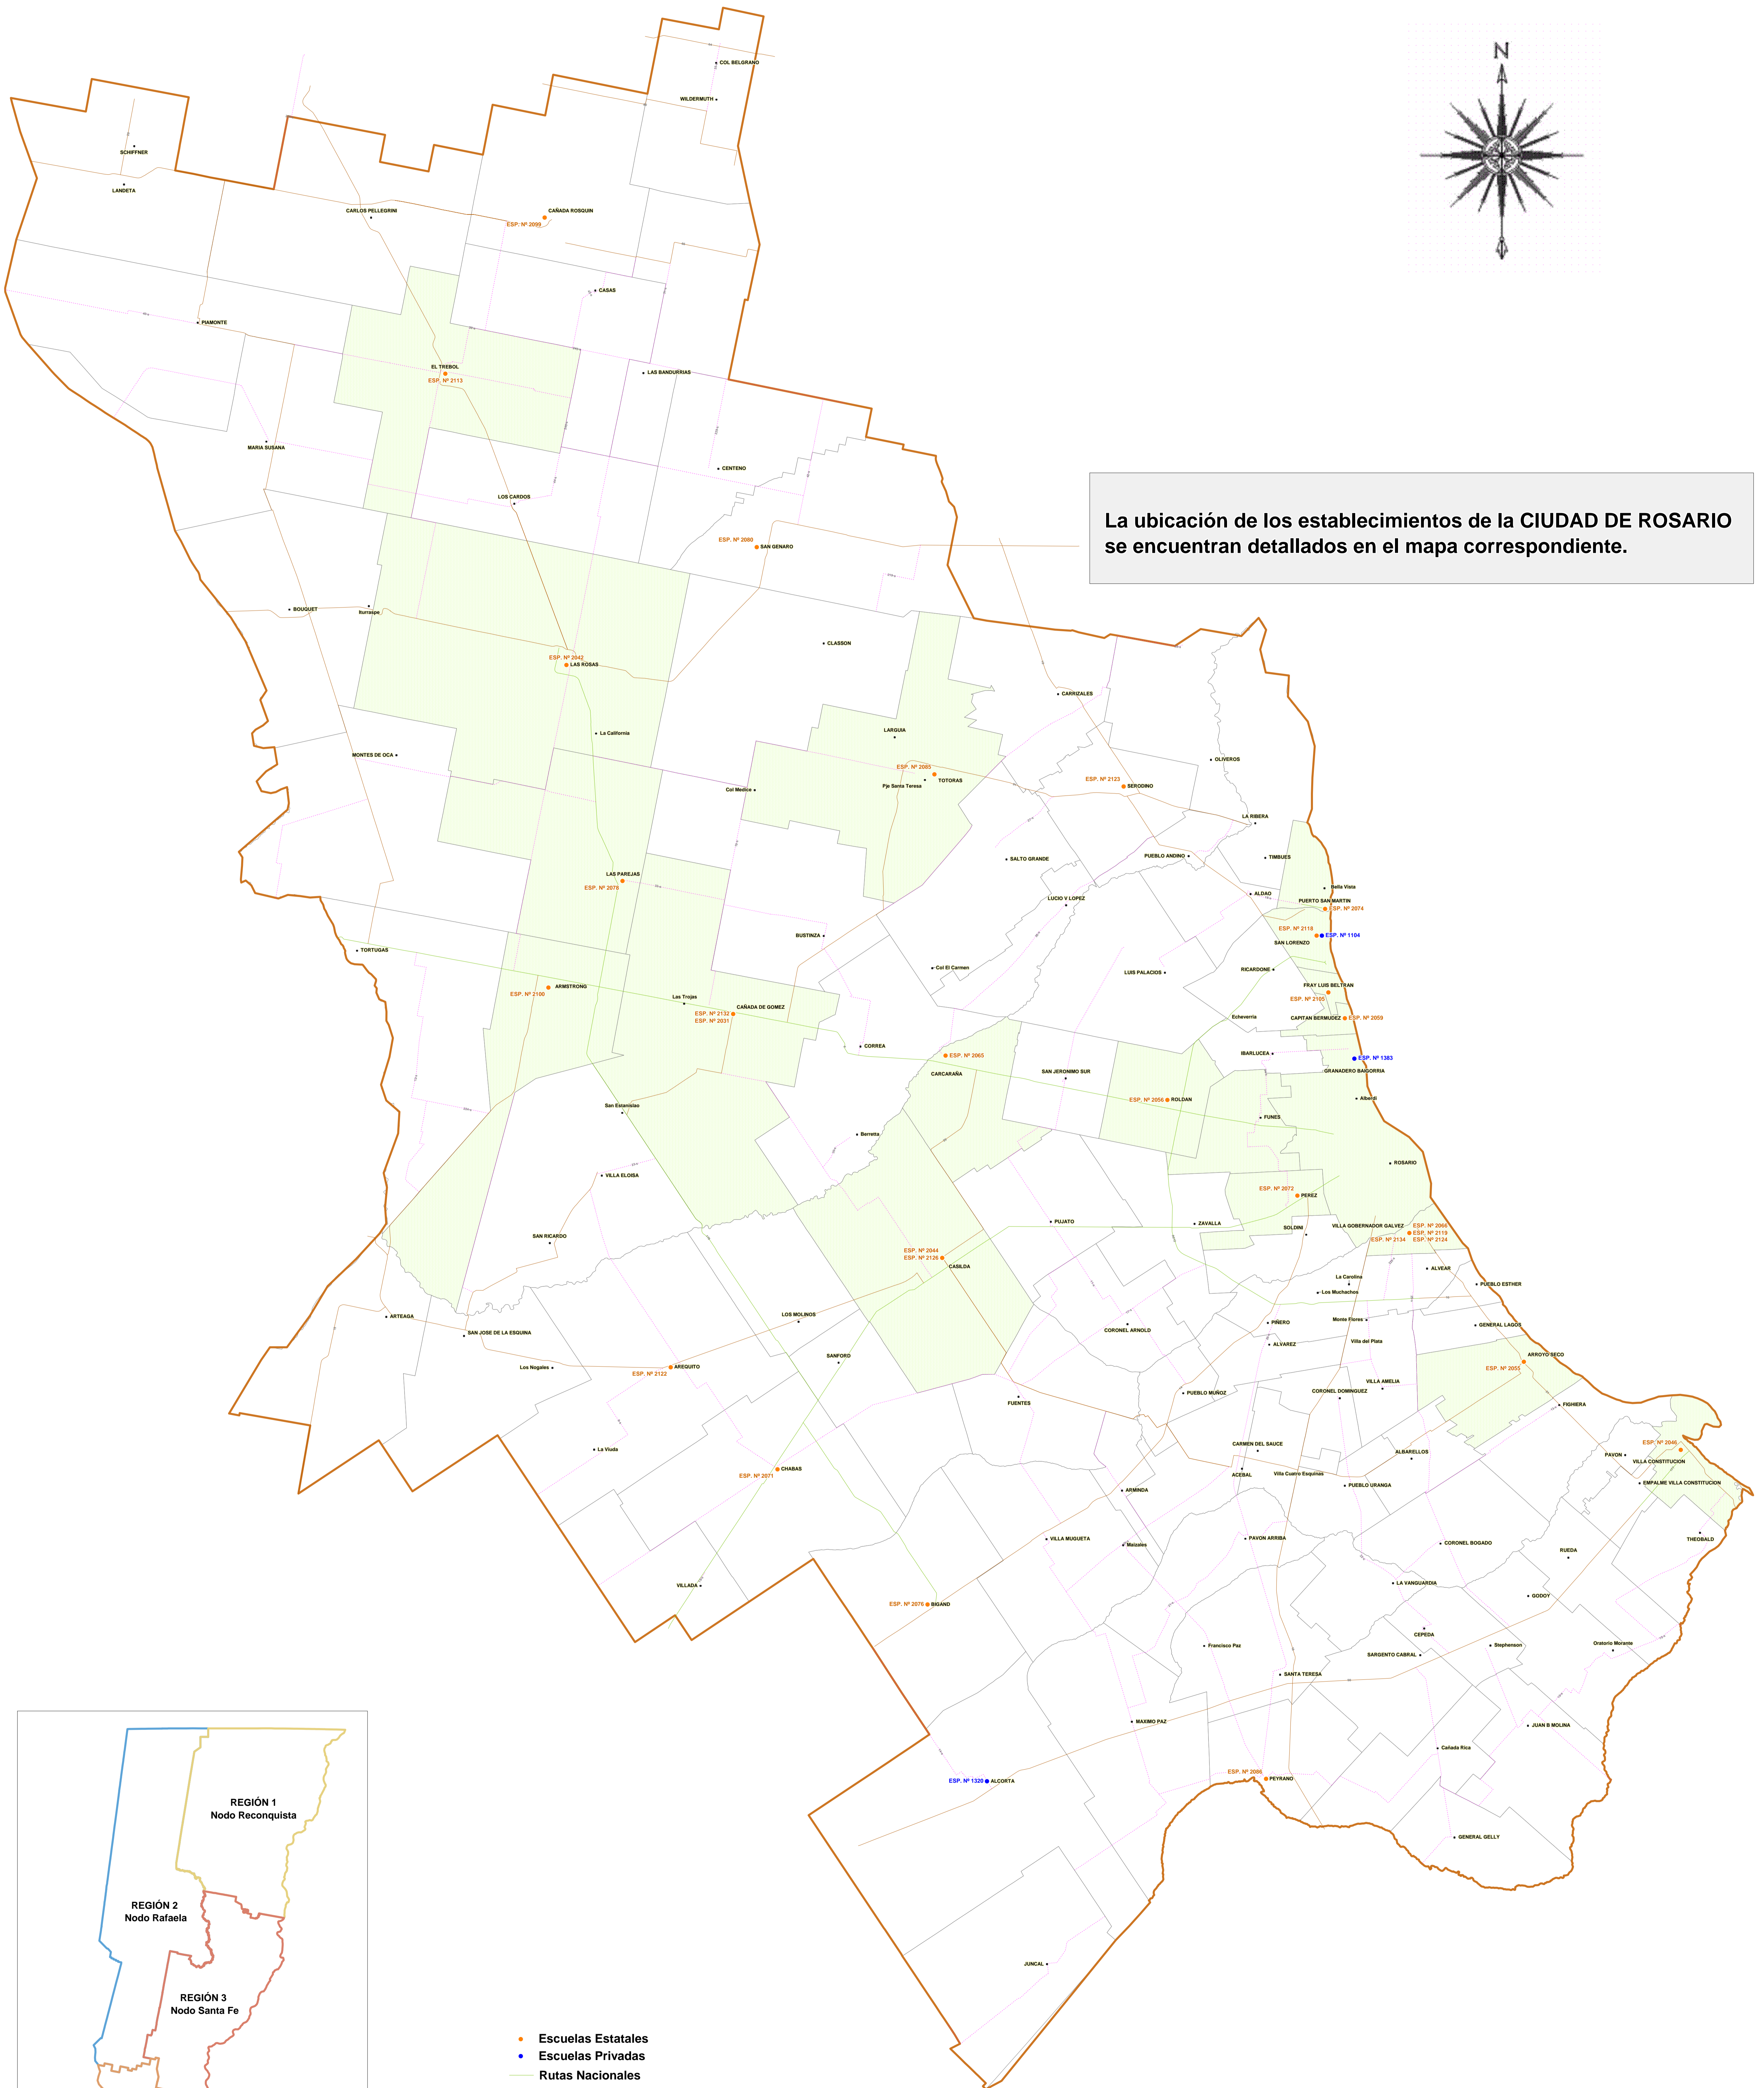 N
COL BELGRANO
WILDERMUTH
SCHIFFNER
LANDETA
CARLOS PELLEGRINI
CAÑADA ROSQUIN
ESP. Nº 2099
CASAS
PIAMONTE
EL TREBOL
ESP. Nº 2113
LAS BANDURRIAS
MARIA SUSANA
CENTENO
LOS CARDOS
La ubicación de los establecimientos de la CIUDAD DE ROSARIO
se encuentran detallados en el mapa correspondiente.
ESP. Nº 2080
SAN GENARO
BOUQUET
Iturraspe
CLASSON
ESP. Nº 2042
LAS ROSAS
CARRIZALES
La California
LARGUIA
MONTES DE OCA
OLIVEROS
ESP. Nº 2085
TOTORAS
Pje Santa Teresa
ESP. Nº 2123
SERODINO
Col Medice
LA RIBERA
SALTO GRANDE
PUEBLO ANDINO
TIMBUES
LAS PAREJAS
ESP. Nº 2078
Bella Vista
ALDAO
LUCIO V LOPEZ
PUERTO SAN MARTIN
ESP. Nº 2074
BUSTINZA
ESP. Nº 2118
ESP. Nº 1104
SAN LORENZO
TORTUGAS
Col El Carmen
LUIS PALACIOS
RICARDONE
ARMSTRONG
ESP. Nº 2100
FRAY LUIS BELTRAN
ESP. Nº 2105
Las Trojas
CAÑADA DE GOMEZ
ESP. Nº 2132
ESP. Nº 2031
Echeverria
CAPITAN BERMUDEZ
ESP. Nº 2059
CORREA
ESP. Nº 2065
CARCARAÑA
IBARLUCEA
ESP. Nº 1383
GRANADERO BAIGORRIA
SAN JERONIMO SUR
ESP. Nº 2056
ROLDAN
Alberdi
San Estanislao
FUNES
Berretta
ROSARIO
VILLA ELOISA
ESP. Nº 2072
PEREZ
PUJATO
ZAVALLA
SOLDINI
VILLA GOBERNADOR GALVEZ
ESP. Nº 2066
ESP. Nº 2134
ESP. Nº 2119
ESP. Nº 2124
SAN RICARDO
ESP. Nº 2044
ESP. Nº 2126
CASILDA
ALVEAR
La Carolina
Los Muchachos
PUEBLO ESTHER
ARTEAGA
SAN JOSE DE LA ESQUINA
LOS MOLINOS
CORONEL ARNOLD
PIÑERO
Monte Flores
GENERAL LAGOS
ALVAREZ
Villa del Plata
SANFORD
Los Nogales
AREQUITO
ESP. Nº 2122
ARROYO SECO
ESP. Nº 2055
VILLA AMELIA
PUEBLO MUÑOZ
CORONEL DOMINGUEZ
FUENTES
FIGHIERA
La Viuda
CARMEN DEL SAUCE
ALBARELLOS
ESP. Nº 2046
PAVON
VILLA CONSTITUCION
CHABAS
ESP. Nº 2071
ACEBAL
Villa Cuatro Esquinas
PUEBLO URANGA
EMPALME VILLA CONSTITUCION
ARMINDA
VILLA MUGUETA
Maizales
PAVON ARRIBA
CORONEL BOGADO
THEOBALD
RUEDA
VILLADA
LA VANGUARDIA
GODOY
ESP. Nº 2076
BIGAND
CEPEDA
Francisco Paz
SARGENTO CABRAL
Stephenson
Oratorio Morante
SANTA TERESA
MAXIMO PAZ
JUAN B MOLINA
Cañada Rica
ESP. Nº 2086
PEYRANO
ESP. Nº 1320
ALCORTA
GENERAL GELLY
JUNCAL
REGIÓN 1
Nodo Reconquista
REGIÓN 2
Nodo Rafaela
REGIÓN 3
Nodo Santa Fe
Escuelas Estatales
Escuelas Privadas
Rutas Nacionales